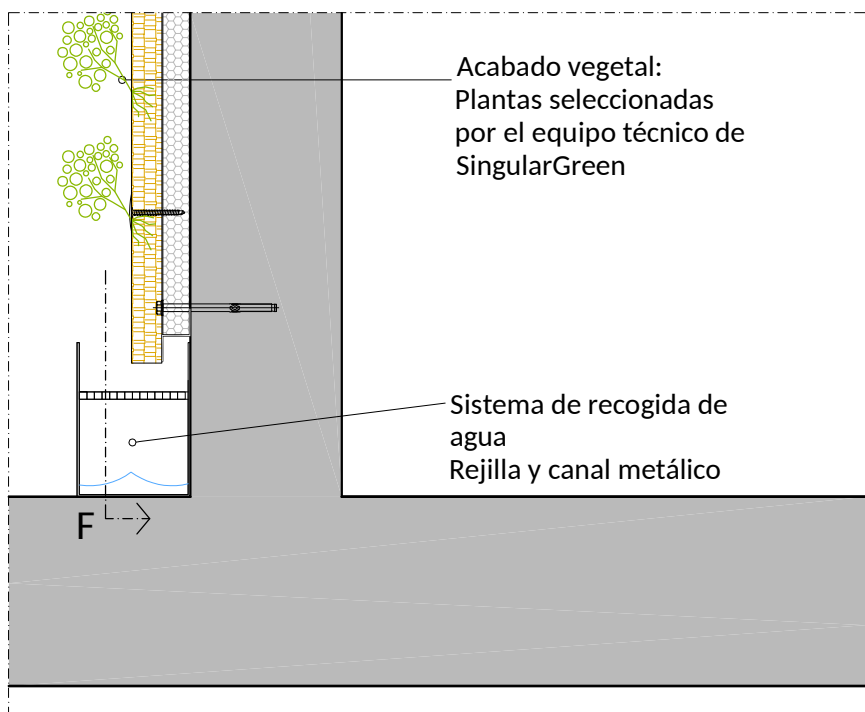 Acabado vegetal:
Plantas seleccionadas
por el equipo técnico de
SingularGreen
Sistema de recogida de
agua
Rejilla y canal metálico
F